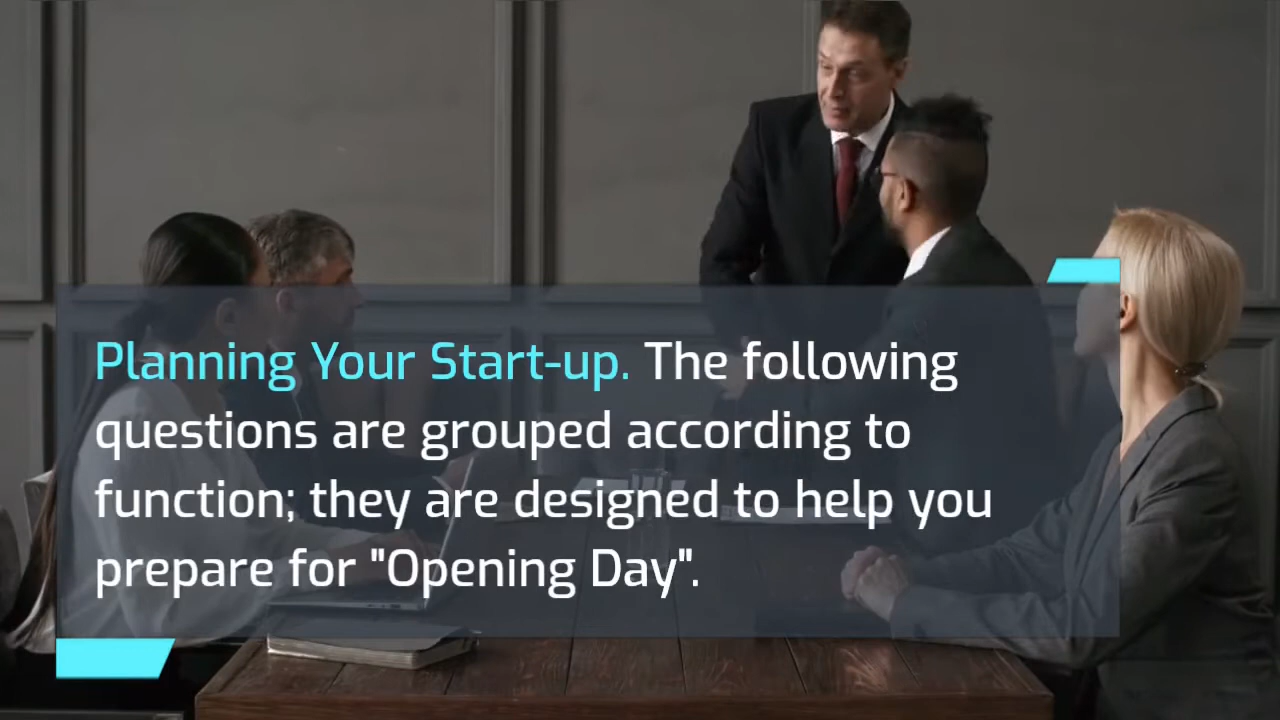 Planning Your Start-up. The following
questions are grouped according to
function; they are designed to help you
prepare for "Opening Day".